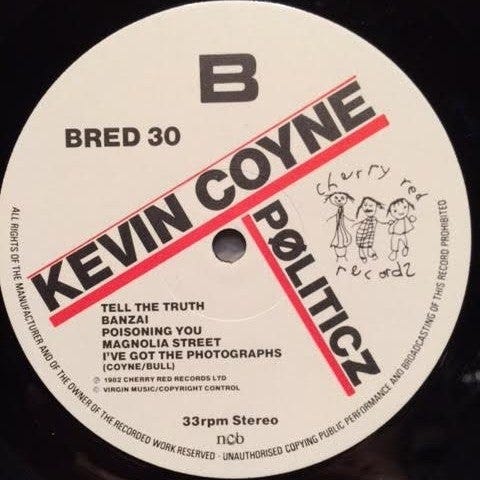 B
BRED 30
KEVIN COYNE
PØLITICZ
cherry red
records
TELL THE TRUTH
BANZAI
POISONING YOU
MAGNOLIA STREET
I'VE GOT THE PHOTOGRAPHS
(COYNE/BULL)
℗ 1982 CHERRY RED RECORDS LTD
© VIRGIN MUSIC/COPYRIGHT CONTROL
33rpm Stereo
ncb
ALL RIGHTS OF THE MANUFACTURER AND OF THE OWNER OF THE RECORDED WORK RESERVED - UNAUTHORISED COPYING PUBLIC PERFORMANCE AND BROADCASTING OF THIS RECORD PROHIBITED